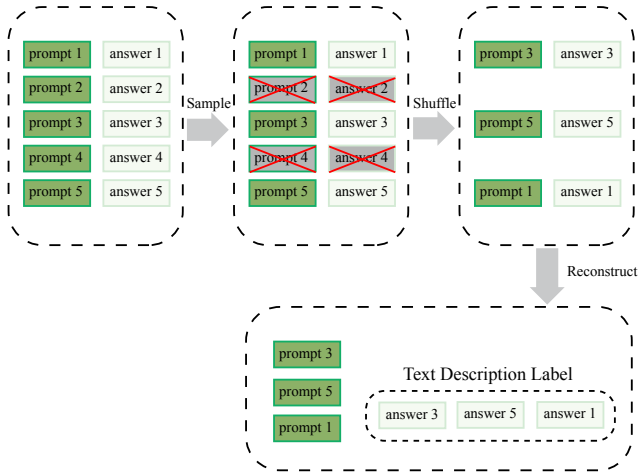 prompt 1 answer 1
prompt 2 answer 2
prompt 3 answer 3
prompt 4 answer 4
prompt 5 answer 5
Sample
prompt 1 answer 1
prompt 2 answer 2
prompt 3 answer 3
prompt 4 answer 4
prompt 5 answer 5
Shuffle
prompt 3 answer 3
prompt 5 answer 5
prompt 1 answer 1
Reconstruct
prompt 3
prompt 5
prompt 1
Text Description Label
answer 3 answer 5 answer 1